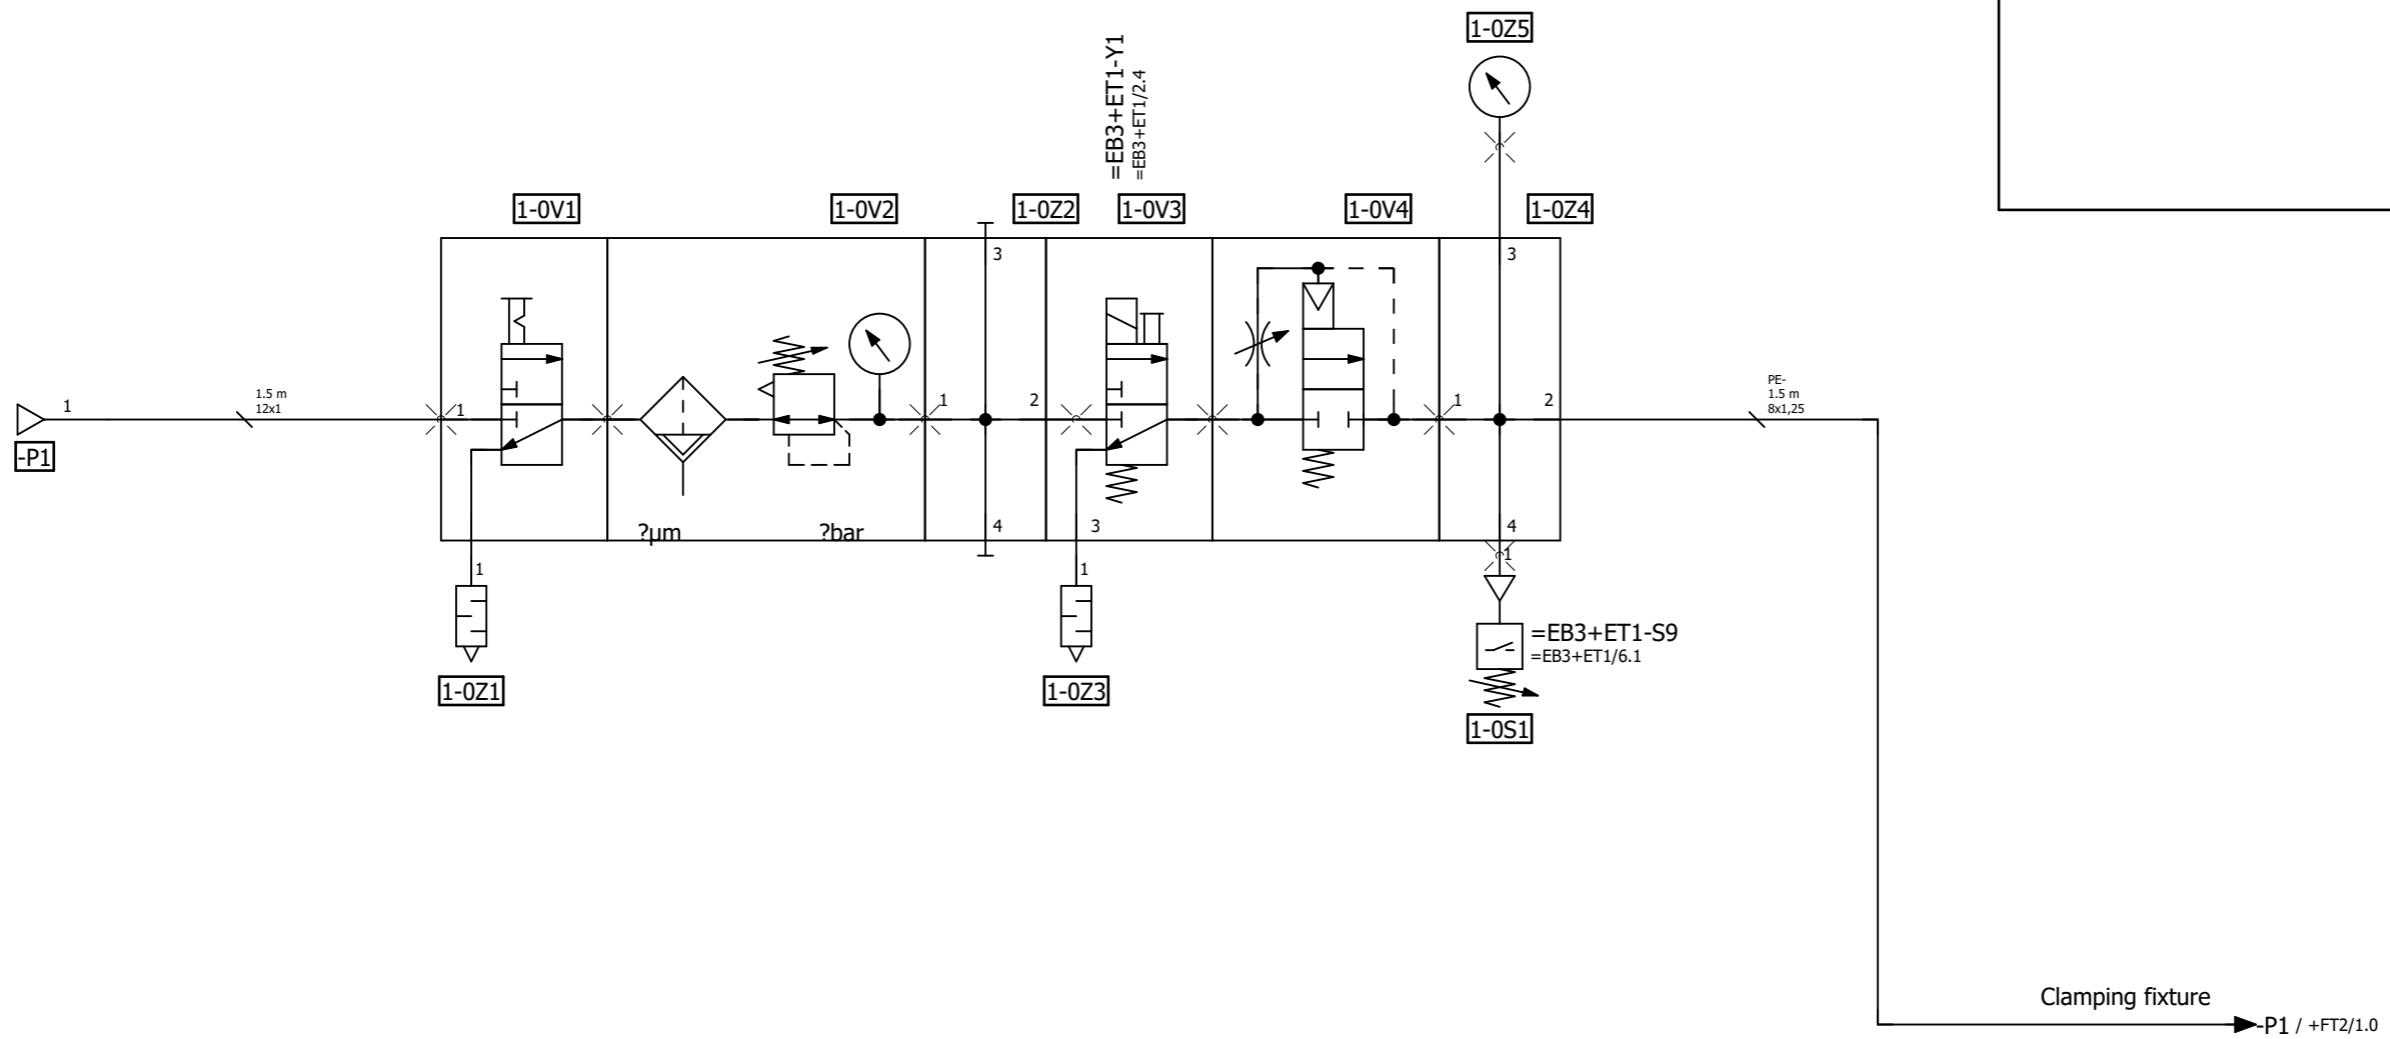 1-0Z5
=EB3+ET1-Y1
=EB3+ET1/2.4
1-0V1
1-0V2
1-0Z2
1-0V3
1-0V4
1-0Z4
3
3
1
1.5 m
12x1
1
1
2
1
2
PE-
1.5 m
8x1,25
-P1
?µm
?bar
4
3
4
1
1
1
=EB3+ET1-S9
=EB3+ET1/6.1
1-0Z1
1-0Z3
1-0S1
Clamping fixture
-P1 / +FT2/1.0